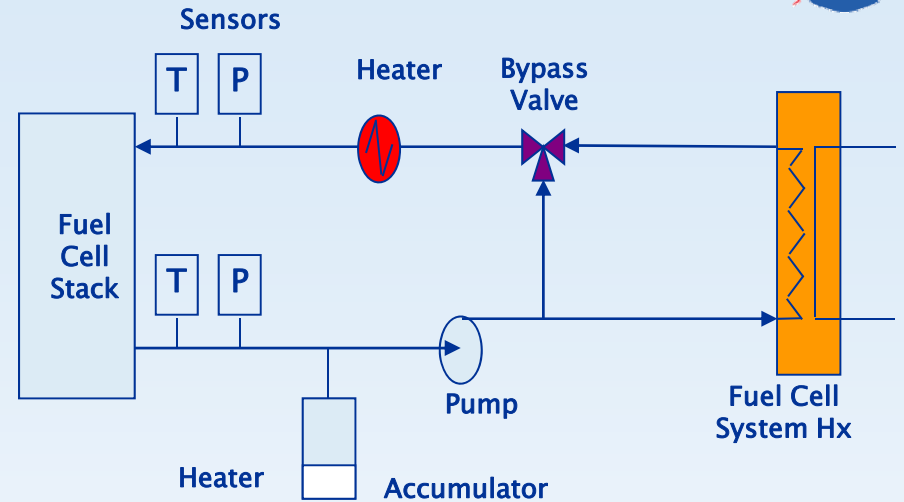 Sensors
T
P
Heater
Bypass
Valve
Fuel
Cell
Stack
T
P
Pump
Fuel Cell
System Hx
Heater
Accumulator